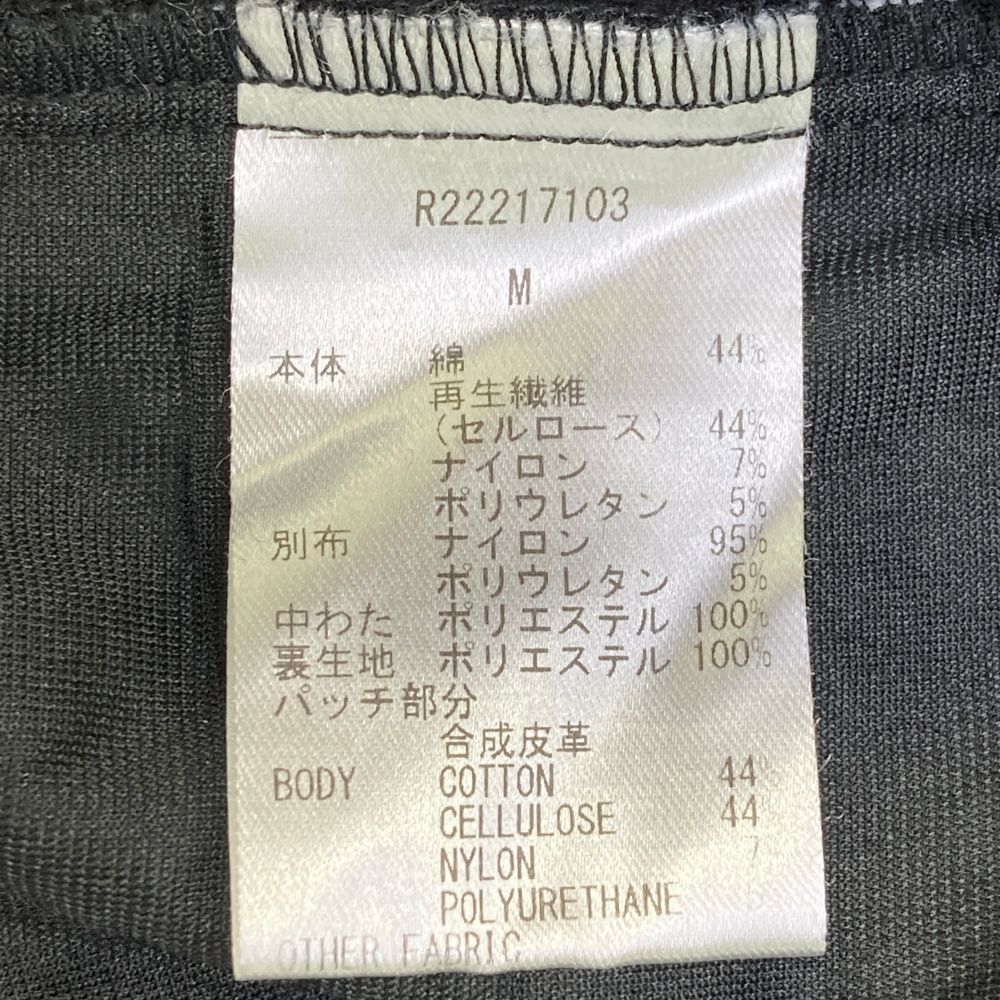 R22217103
M
本体 綿 44%
再生繊維
(セルロース) 44%
ナイロン 7%
ポリウレタン 5%
別布 ナイロン 95%
ポリウレタン 5%
中わた ポリエステル 100%
裏生地 ポリエステル 100%
パッチ部分
合成皮革
BODY COTTON 44%
CELLULOSE 44
NYLON 7
POLYURETHANE
OTHER FABRIC